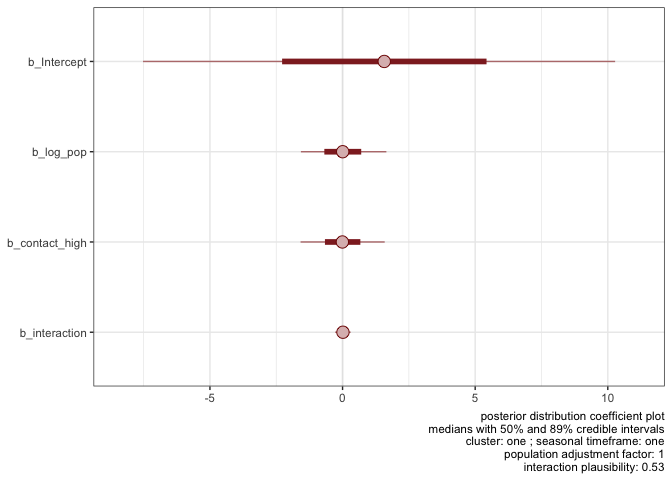 b_Intercept
b_log_pop
b_contact_high
b_interaction
-5 0 5 10
posterior distribution coefficient plot
medians with 50% and 89% credible intervals
cluster: one ; seasonal timeframe: one
population adjustment factor: 1
interaction plausibility: 0.53